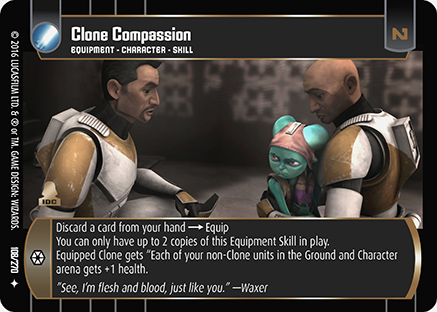 Clone Compassion
N
EQUIPMENT - CHARACTER - SKILL
© 2016 LUCASFILM LTD. & ® or TM. GAME DESIGN: WIZARDS.
108/270
IDC
Discard a card from your hand → Equip
You can only have up to 2 copies of this Equipment Skill in play.
Equipped Clone gets "Each of your non-Clone units in the Ground and Character
arena gets +1 health.
"See, I'm flesh and blood, just like you." —Waxer